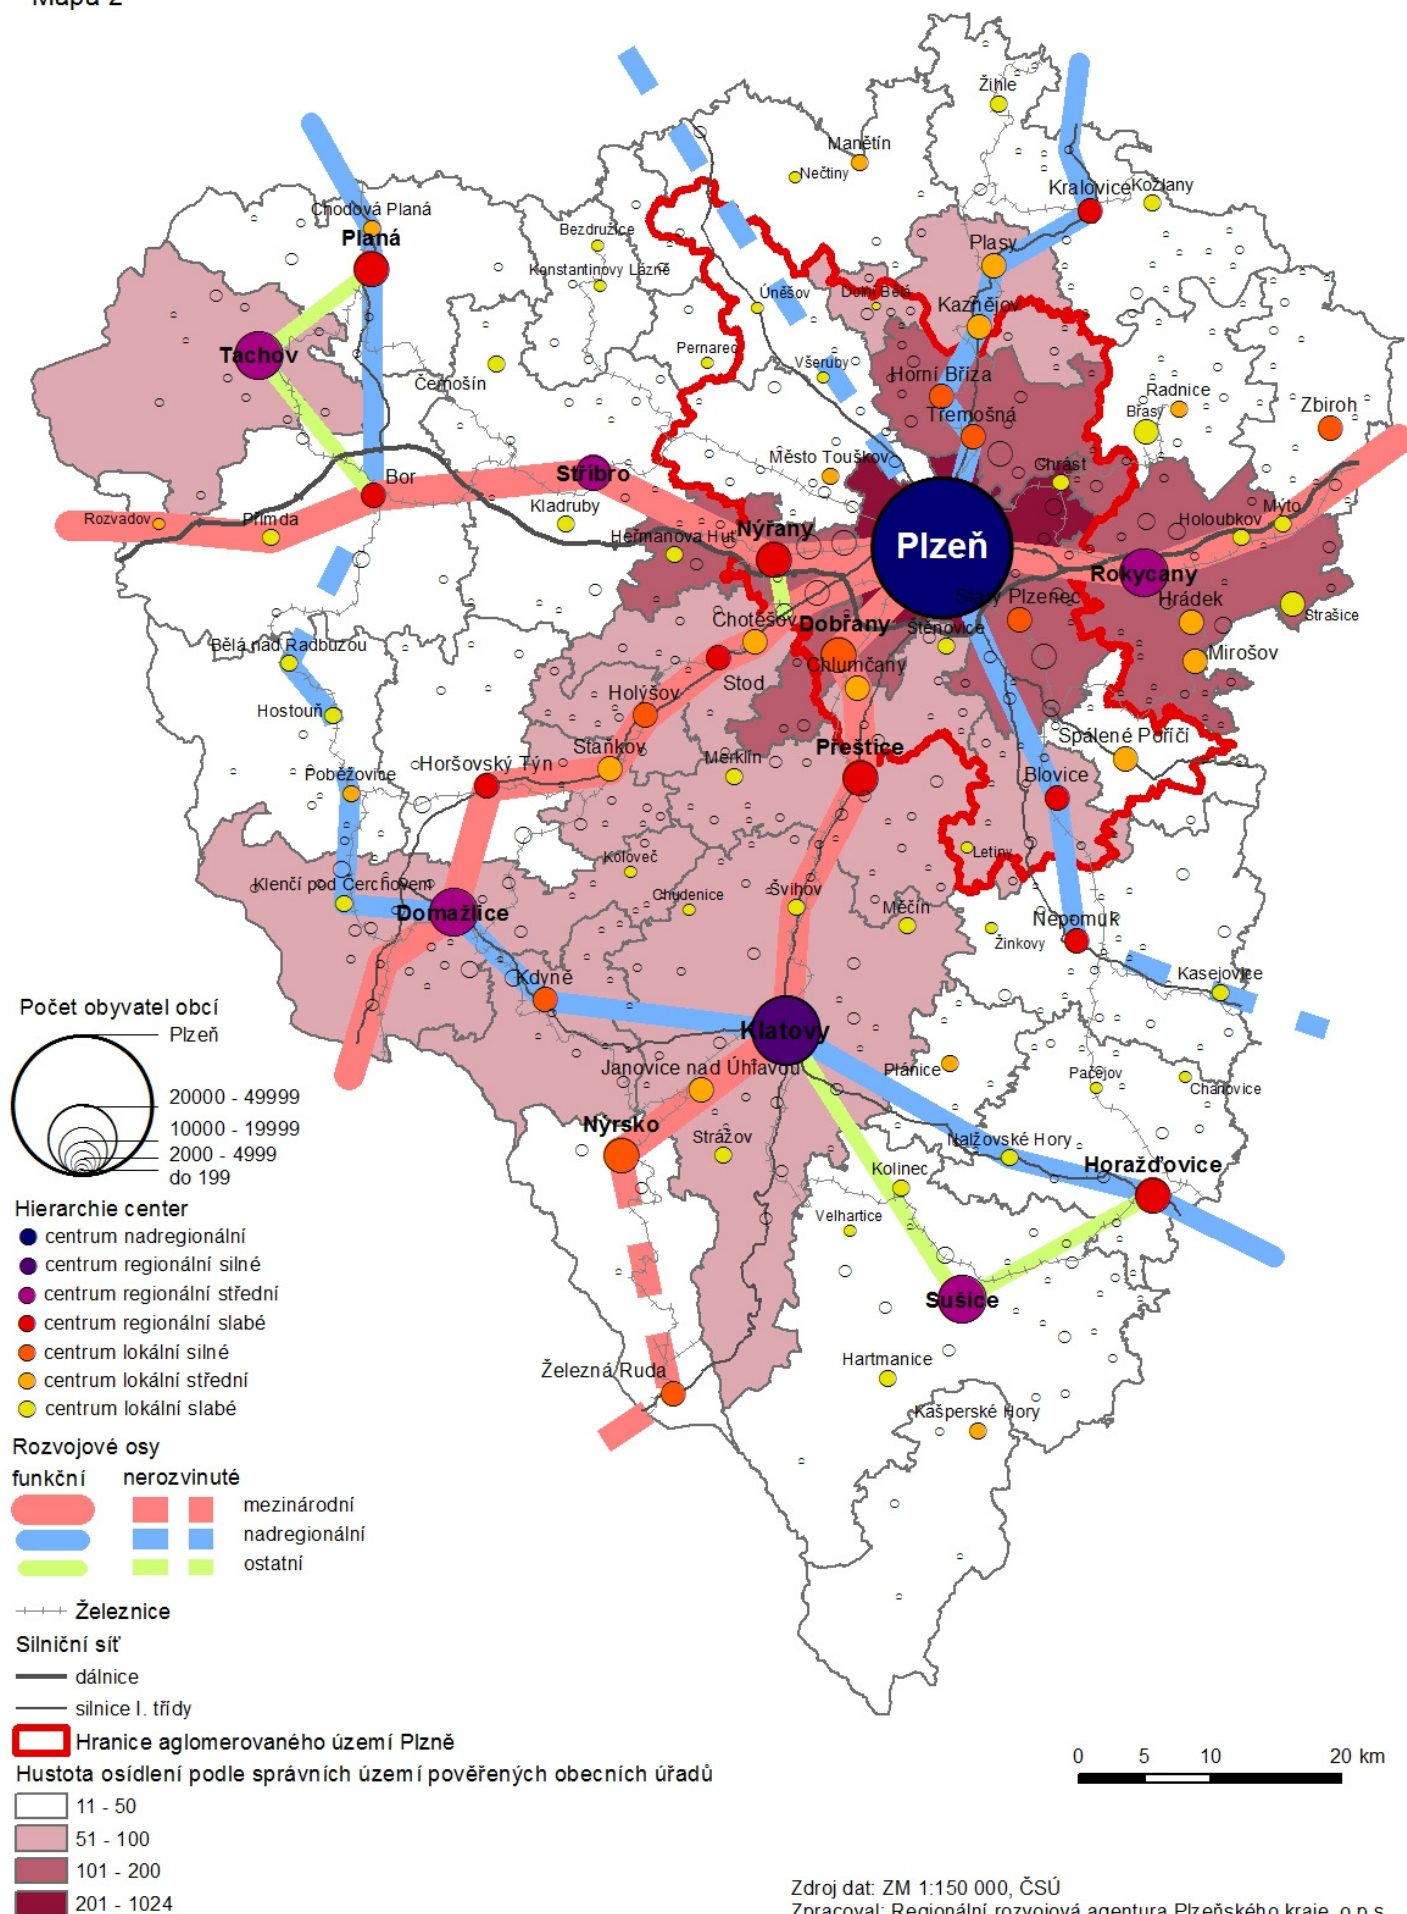 Mapa 2
Žihle
Manětín
Nečtiny
Kralovice
Kožlany
Chodová Planá
Planá
Bezdružice
Konstantinovy Lázně
Plasy
Úněšov
Dolní Bělá
Kaznějov
Tachov
Černošín
Pernarec
Všeruby
Horní Bříza
Třemošná
Radnice
Břasy
Zbiroh
Bor
Stříbro
Město Touškov
Chrást
Rozvadov
Přimda
Kladruby
Heřmanova Huť
Nýřany
Plzeň
Holoubkov
Mýto
Rokycany
Starý Plzenec
Hrádek
Strašice
Chotěšov
Dobřany
Štěnovice
Bělá nad Radbuzou
Stod
Chlumčany
Mirošov
Hostouň
Holýšov
Staňkov
Merklín
Přeštice
Spálené Poříčí
Poběžovice
Horšovský Týn
Blovice
Koloveč
Letiny
Klenčí pod Čerchovem
Domažlice
Chudenice
Švihov
Měčín
Nepomuk
Žinkovy
Kdyně
Kasejovice
Klatovy
Janovice nad Úhlavou
Plánice
Pačejov
Chanovice
Nýrsko
Strážov
Nalžovské Hory
Horažďovice
Kolinec
Velhartice
Sušice
Železná Ruda
Hartmanice
Kašperské Hory
Počet obyvatel obcí
Plzeň
20000 - 49999
10000 - 19999
2000 - 4999
do 199
Hierarchie center
centrum nadregionální
centrum regionální silné
centrum regionální střední
centrum regionální slabé
centrum lokální silné
centrum lokální střední
centrum lokální slabé
Rozvojové osy
funkční nerozvinuté
mezinárodní
nadregionální
ostatní
Železnice
Silniční síť
dálnice
silnice I. třídy
Hranice aglomerovaného území Plzně
Hustota osídlení podle správních území pověřených obecních úřadů
11 - 50
51 - 100
101 - 200
201 - 1024
0 5 10 20 km
Zdroj dat: ZM 1:150 000, ČSÚ
Zpracoval: Regionální rozvojová agentura Plzeňského kraje, o.p.s.